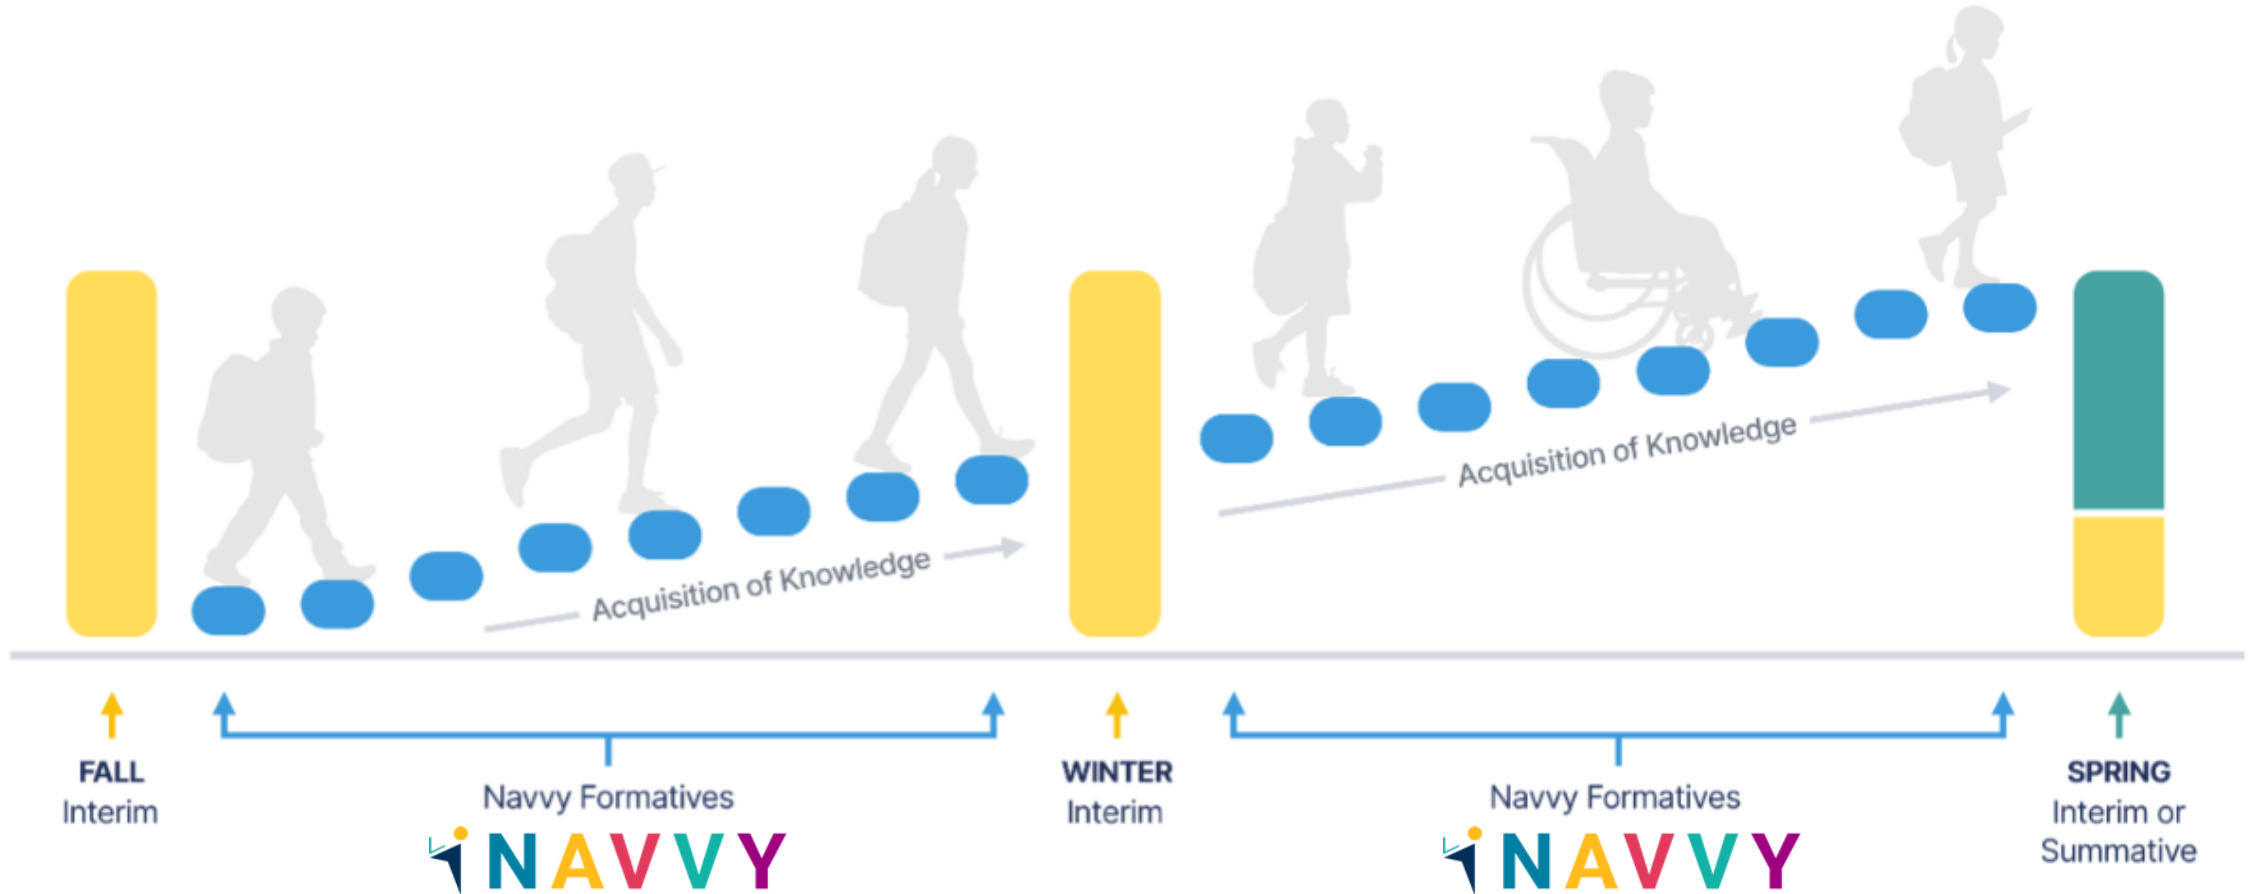 Acquisition of Knowledge
Acquisition of Knowledge
FALL
Interim
Navvy Formatives
NAVVY
WINTER
Interim
Navvy Formatives
NAVVY
SPRING
Interim or
Summative